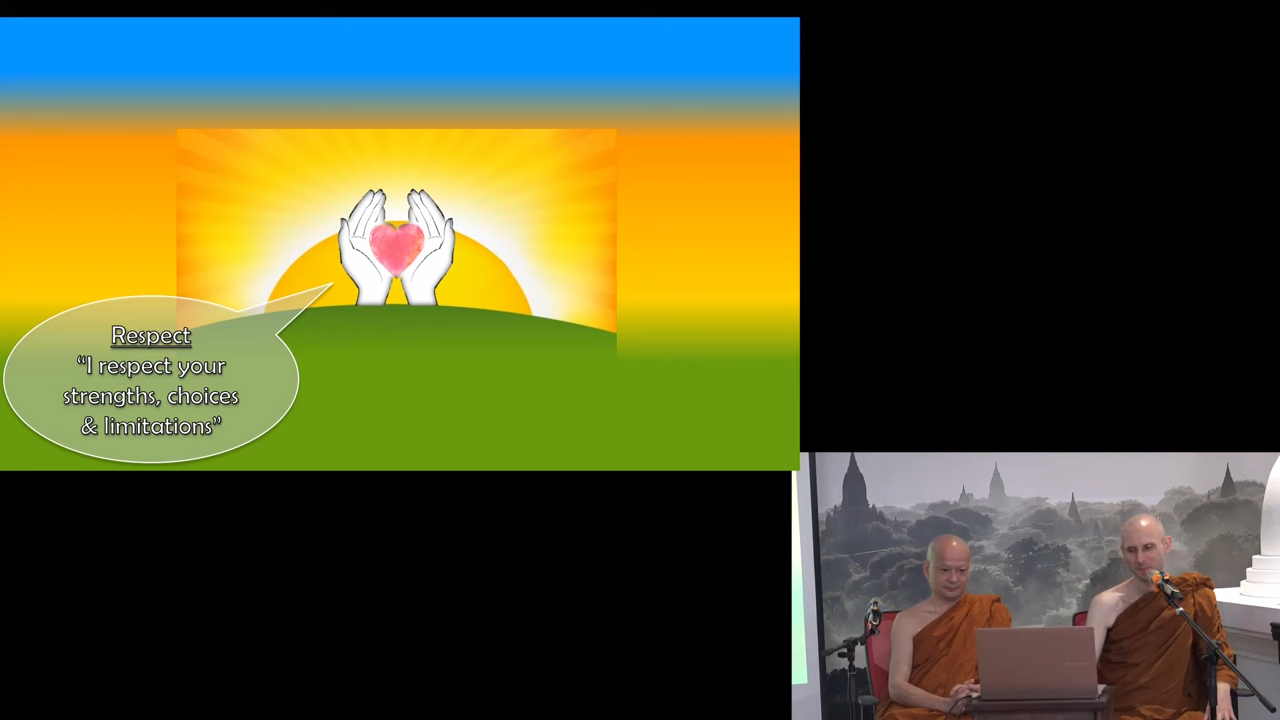 Respect
“I respect your
strengths, choices
& limitations”